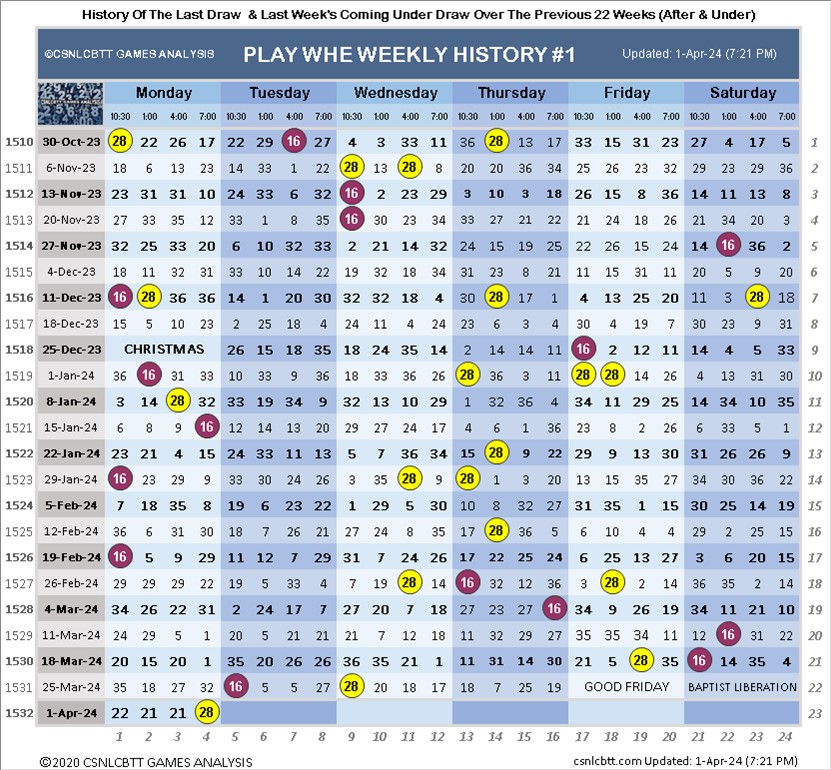 History Of The Last Draw & Last Week's Coming Under Draw Over The Previous 22 Weeks (After & Under)
©CSNLCBTT GAMES ANALYSIS PLAY WHE WEEKLY HISTORY #1 Updated: 1-Apr-24 (7:21 PM)
CSNLCBTT GAMES ANALYSIS Monday Tuesday Wednesday Thursday Friday Saturday
10:30 1:00 4:00 7:00 10:30 1:00 4:00 7:00 10:30 1:00 4:00 7:00 10:30 1:00 4:00 7:00 10:30 1:00 4:00 7:00 10:30 1:00 4:00 7:00
1510 30-Oct-23 28 22 26 17 22 29 16 27 4 3 33 11 36 28 13 17 33 15 31 23 27 4 17 5 1
1511 6-Nov-23 18 6 13 23 14 33 1 22 28 13 28 8 20 20 36 34 25 26 23 32 29 23 29 36 2
1512 13-Nov-23 23 31 31 10 24 33 6 32 16 2 23 29 3 10 3 18 26 15 8 36 14 11 13 8 3
1513 20-Nov-23 27 33 35 12 33 1 8 35 16 30 23 34 33 27 21 22 21 24 18 26 21 34 20 3 4
1514 27-Nov-23 32 25 33 20 6 10 32 33 2 21 14 32 24 15 19 25 22 26 15 24 14 16 36 2 5
1515 4-Dec-23 18 11 32 31 33 10 14 22 19 32 18 34 31 23 8 21 11 15 31 11 20 5 9 20 6
1516 11-Dec-23 16 28 36 36 14 1 20 30 32 32 18 4 30 28 17 1 4 13 25 20 11 3 28 18 7
1517 18-Dec-23 15 5 10 23 2 25 18 4 24 11 4 24 23 6 3 4 30 4 19 7 30 23 9 31 8
1518 25-Dec-23 CHRISTMAS 26 15 18 35 18 24 35 14 2 14 14 11 16 2 12 11 14 4 5 33 9
1519 1-Jan-24 36 16 31 33 10 33 9 36 18 33 36 26 28 36 3 11 28 28 14 26 4 13 31 30 10
1520 8-Jan-24 3 14 28 32 33 19 34 9 32 13 10 29 1 32 36 4 34 11 29 25 14 34 10 35 11
1521 15-Jan-24 6 8 9 16 12 14 13 20 29 27 24 17 4 6 1 36 23 8 2 26 6 33 5 1 12
1522 22-Jan-24 23 21 4 15 24 33 11 13 5 7 36 34 15 28 9 22 29 9 13 30 31 26 26 9 13
1523 29-Jan-24 16 23 29 9 33 30 24 26 3 35 28 9 28 1 3 20 13 15 4 25 34 30 36 22 14
1524 5-Feb-24 7 18 35 8 19 6 23 22 1 29 5 30 10 8 32 27 31 35 1 15 30 25 14 19 15
1525 12-Feb-24 36 6 31 30 18 7 26 21 27 24 8 35 17 28 36 5 6 10 4 4 29 2 25 15 16
1526 19-Feb-24 16 5 9 29 11 12 7 29 31 7 24 26 17 22 25 24 6 25 13 27 3 6 20 15 17
1527 26-Feb-24 29 29 29 22 19 5 33 4 7 19 28 14 16 32 12 36 3 28 2 14 36 35 2 14 18
1528 4-Mar-24 34 26 22 31 2 24 17 7 27 20 7 18 27 23 27 16 34 9 26 19 34 11 21 10 19
1529 11-Mar-24 24 29 5 1 20 5 21 21 21 7 12 18 11 32 29 27 35 35 34 11 12 16 31 22 20
1530 18-Mar-24 20 15 20 1 35 20 26 26 36 35 21 1 11 31 14 30 21 5 28 35 16 14 35 4 21
1531 25-Mar-24 35 18 27 32 16 5 5 27 28 20 18 17 18 7 25 19 GOOD FRIDAY BAPTIST LIBERATION 22
1532 1-Apr-24 22 21 21 28 23
1 2 3 4 5 6 7 8 9 10 11 12 13 14 15 16 17 18 19 20 21 22 23 24
©2020 CSNLCBTT GAMES ANALYSIS csnlcbtt.com Updated: 1-Apr-24 (7:21 PM)